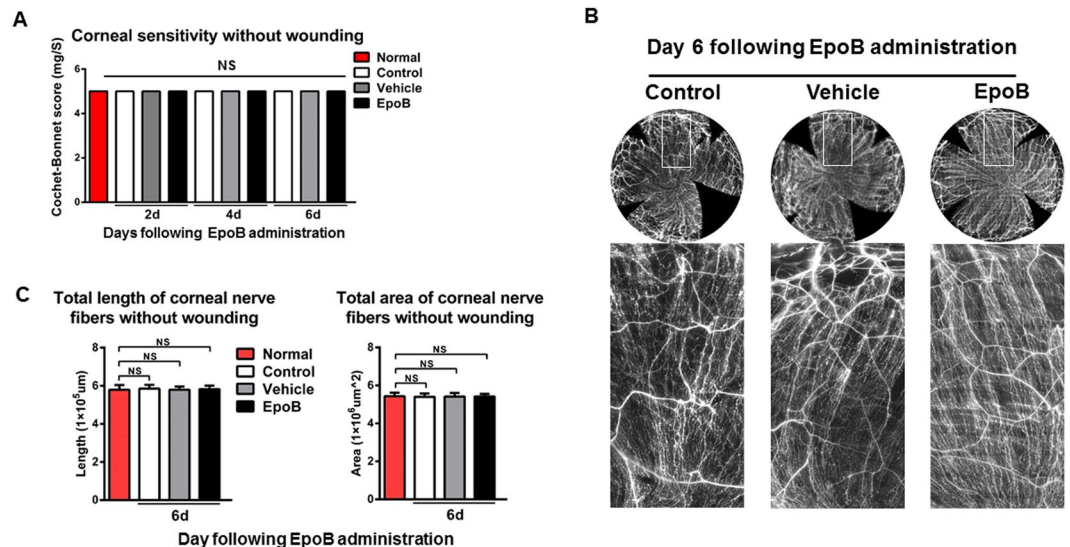 A
Corneal sensitivity without wounding
NS
Cochet-Bonnet score (mg/S)
6
4
2
0
2d
4d
6d
Days following EpoB administration
Normal
Control
Vehicle
EpoB
B
Day 6 following EpoB administration
Control
Vehicle
EpoB
C
Total length of corneal nerve
fibers without wounding
NS
NS
NS
Length (1×10⁵um)
8
6
4
2
0
6d
Normal
Control
Vehicle
EpoB
Total area of corneal nerve
fibers without wounding
NS
NS
NS
Area (1×10⁶um^2)
8
6
4
2
0
6d
Day following EpoB administration